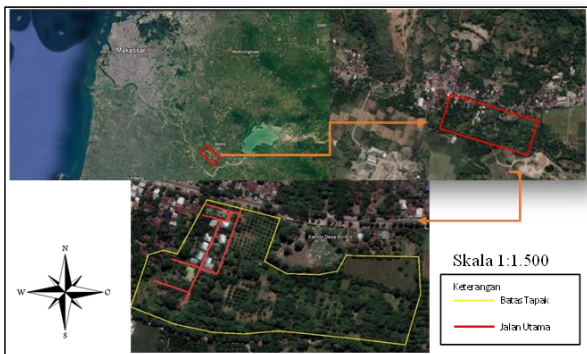 Makassar
N
W
O
S
Skala 1:1.500
Keterangan
Batas Tapak
Jalan Utama